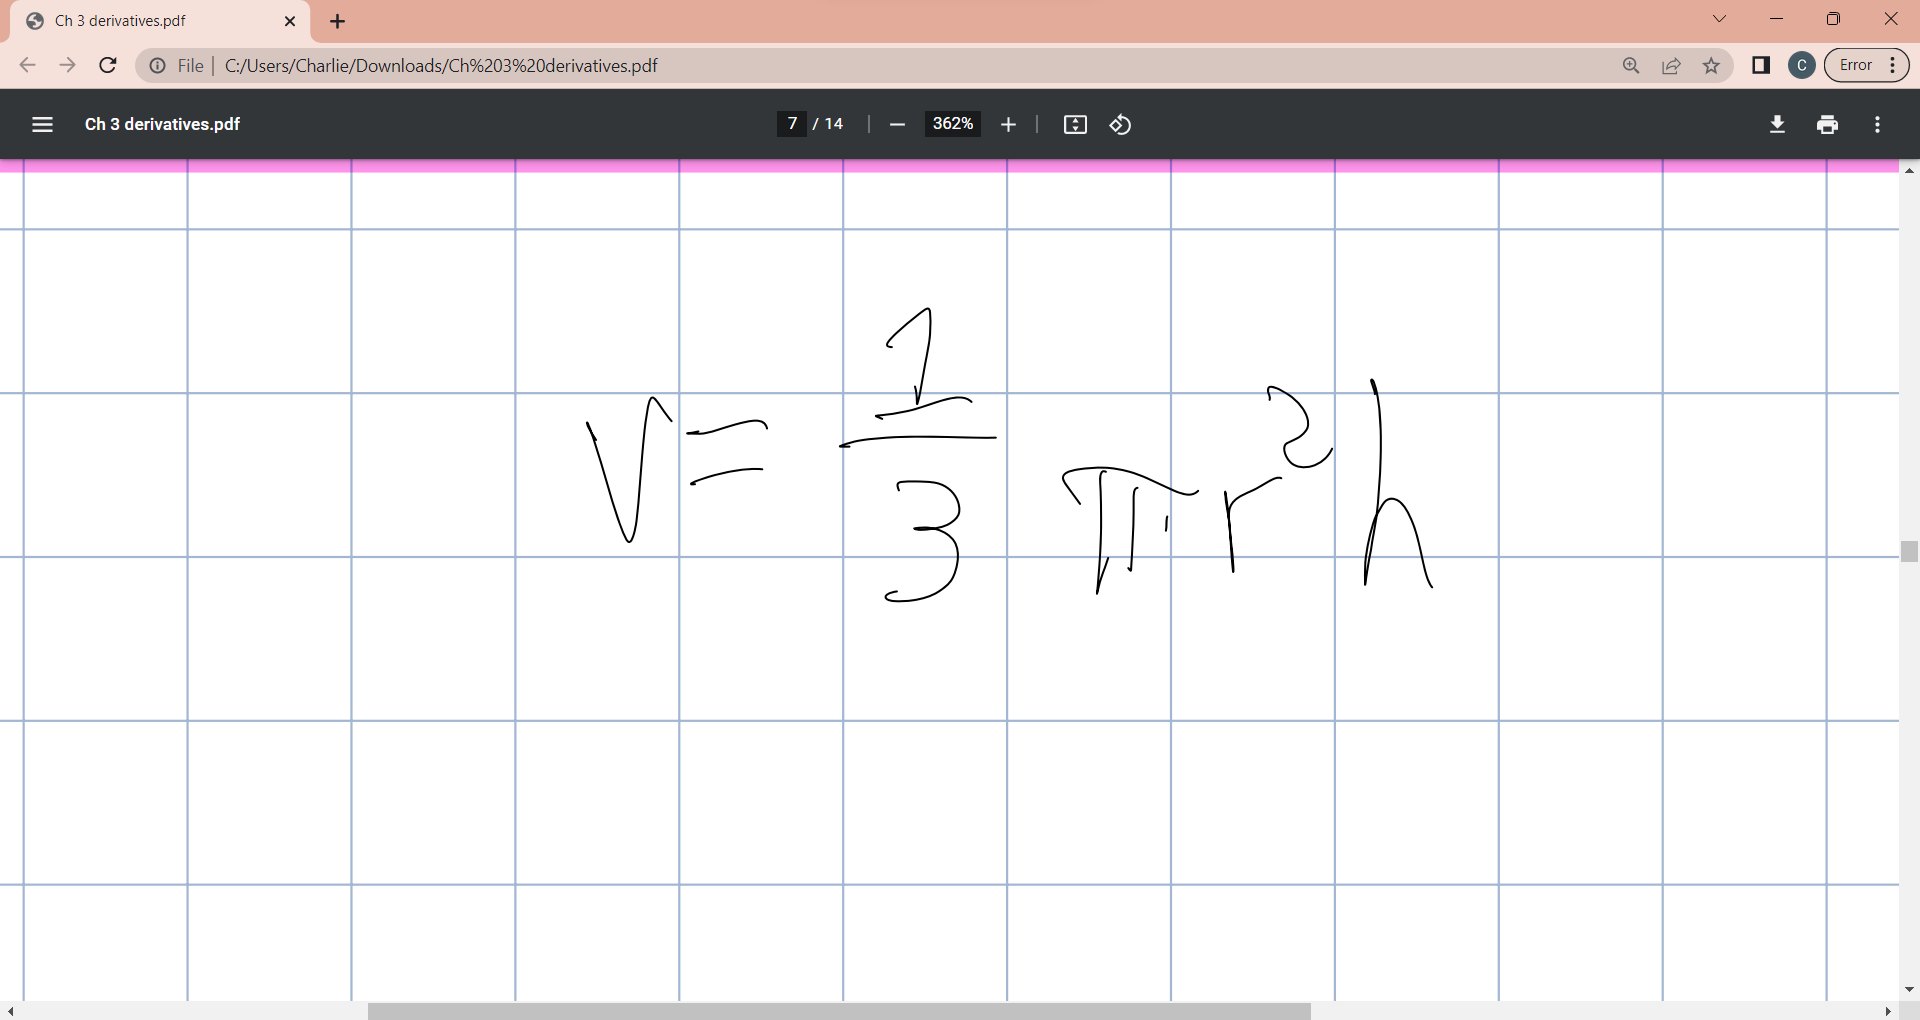 Ch 3 derivatives.pdf
File | C:/Users/Charlie/Downloads/Ch%203%20derivatives.pdf C Error
Ch 3 derivatives.pdf 7 / 14 | − 362% + |
V = 1/3 π r² h